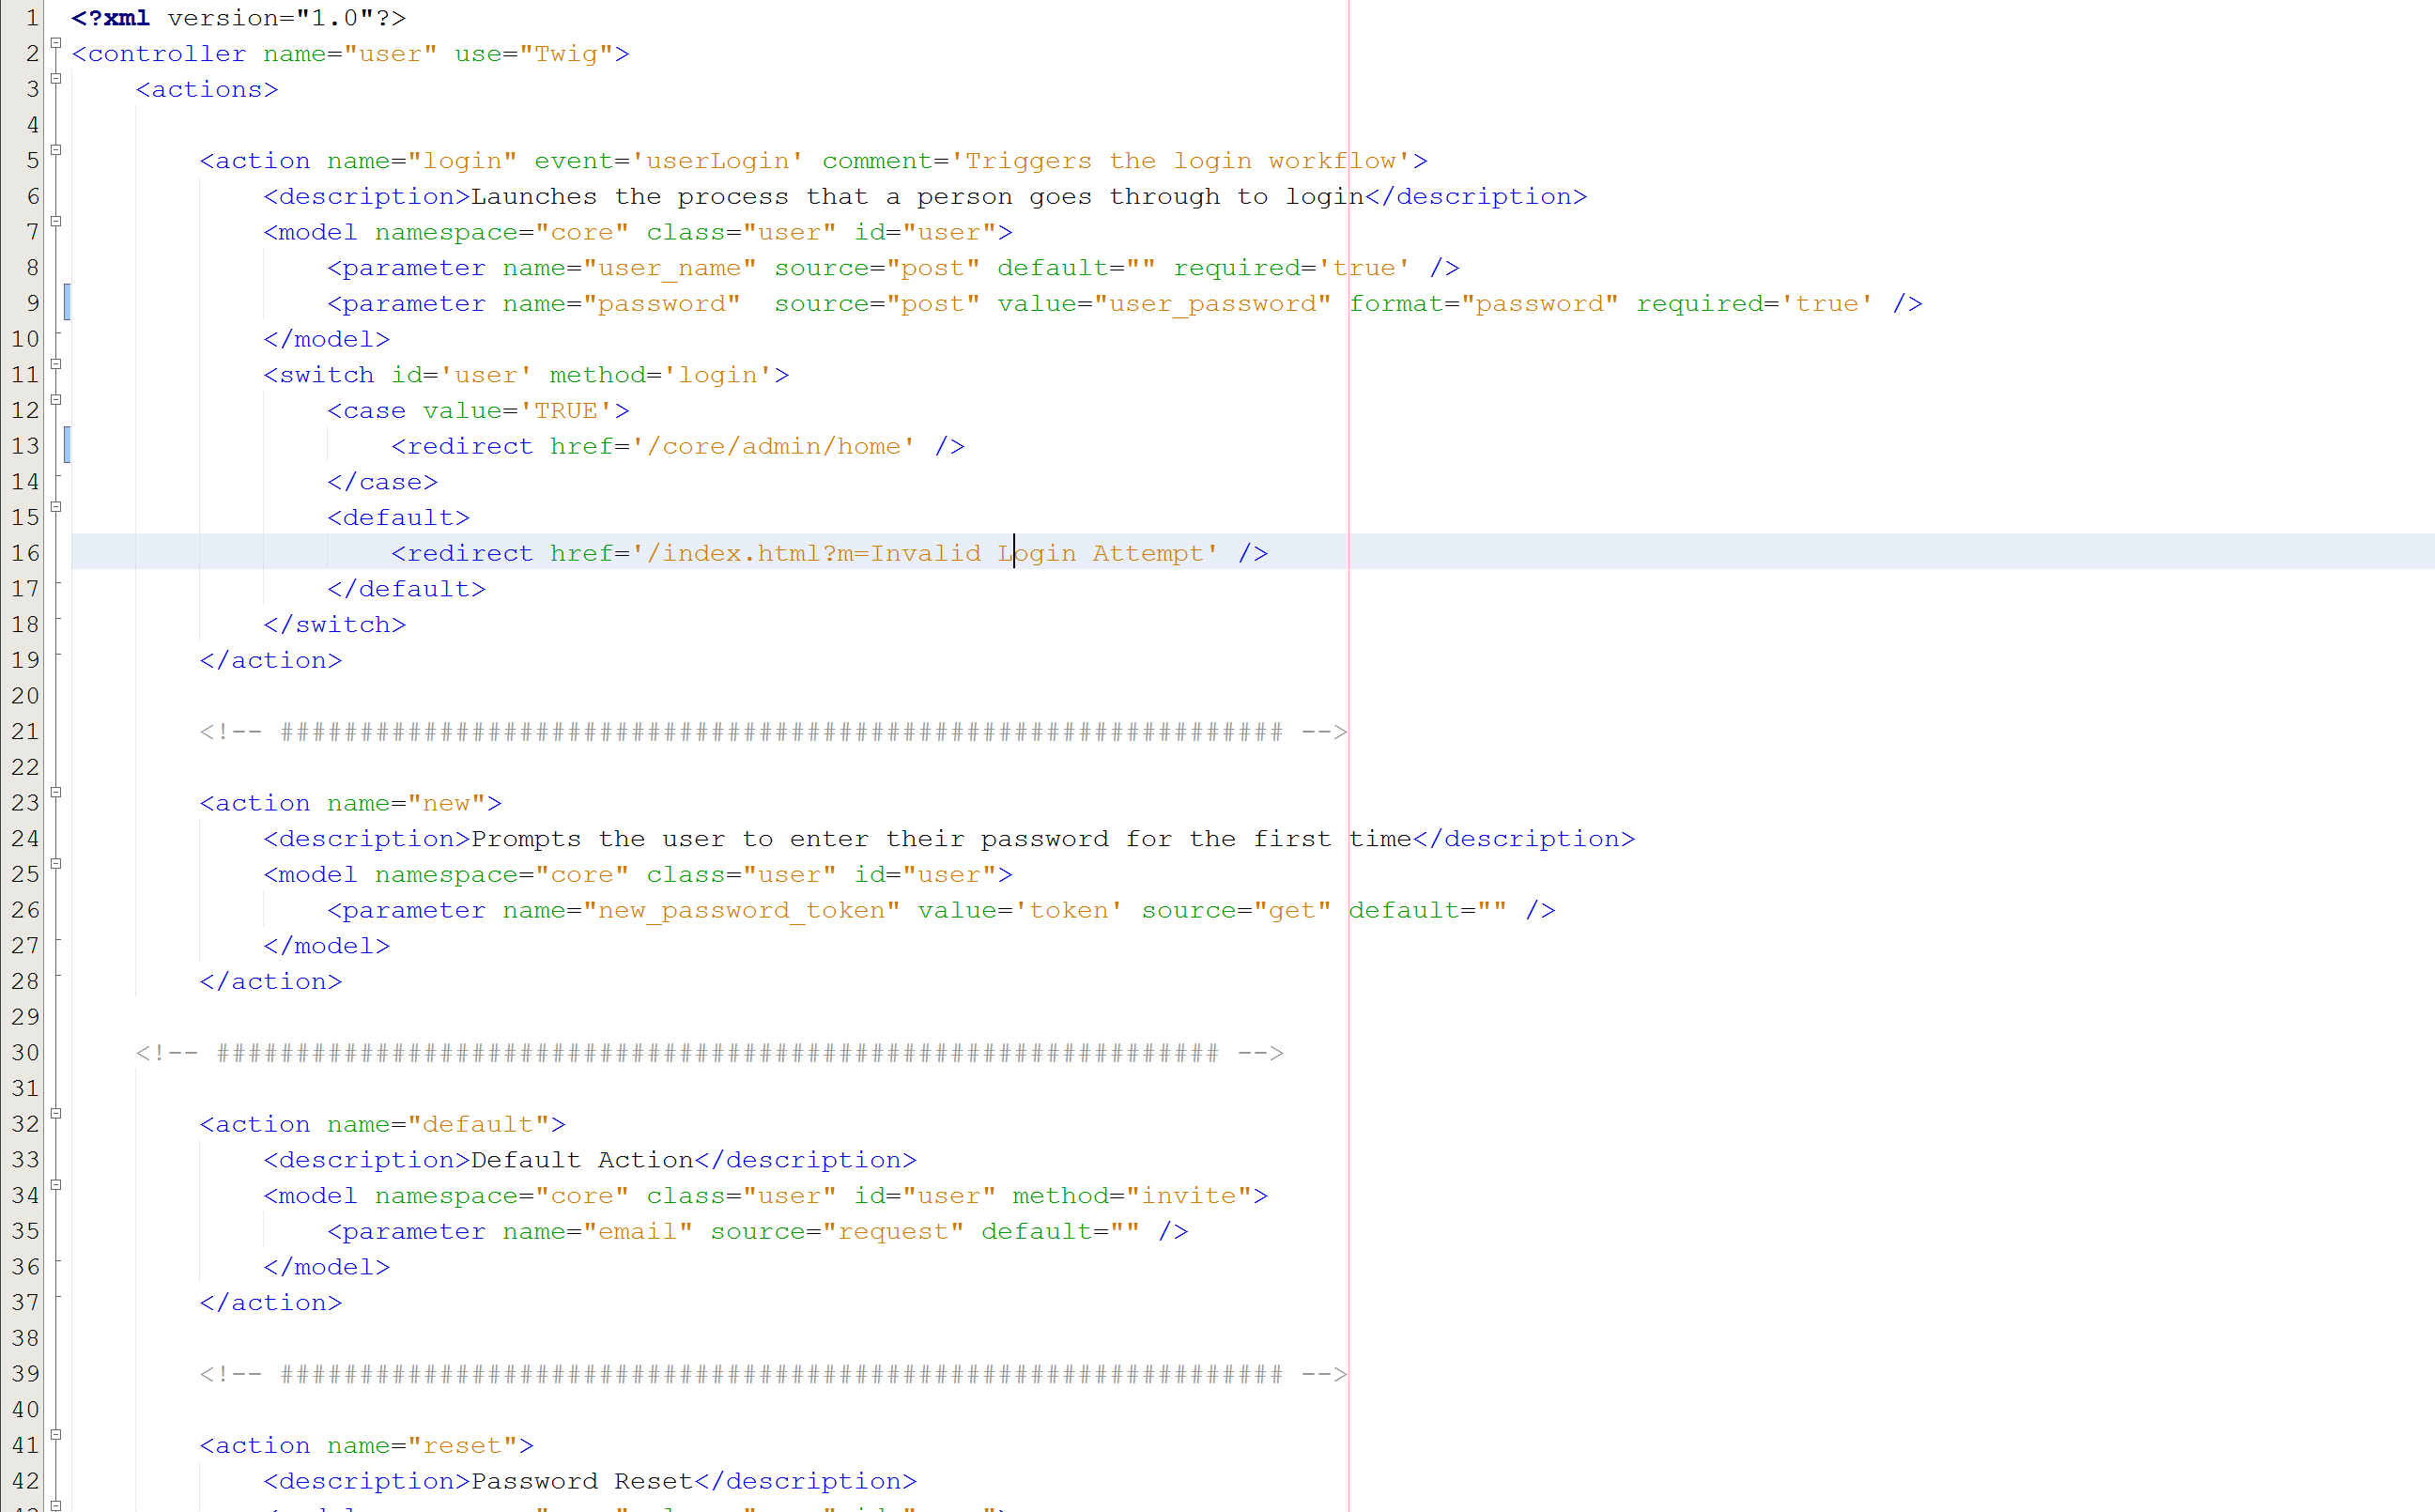 1 <?xml version="1.0"?>
2 <controller name="user" use="Twig">
3 <actions>
4
5 <action name="login" event='userLogin' comment='Triggers the login workflow'>
6 <description>Launches the process that a person goes through to login</description>
7 <model namespace="core" class="user" id="user">
8 <parameter name="user_name" source="post" default="" required='true' />
9 <parameter name="password"  source="post" value="user_password" format="password" required='true' />
10 </model>
11 <switch id='user' method='login'>
12 <case value='TRUE'>
13 <redirect href='/core/admin/home' />
14 </case>
15 <default>
16 <redirect href='/index.html?m=Invalid Login Attempt' />
17 </default>
18 </switch>
19 </action>
20
21 <!-- ############################################################### -->
22
23 <action name="new">
24 <description>Prompts the user to enter their password for the first time</description>
25 <model namespace="core" class="user" id="user">
26 <parameter name="new_password_token" value='token' source="get" default="" />
27 </model>
28 </action>
29
30 <!-- ############################################################### -->
31
32 <action name="default">
33 <description>Default Action</description>
34 <model namespace="core" class="user" id="user" method="invite">
35 <parameter name="email" source="request" default="" />
36 </model>
37 </action>
38
39 <!-- ############################################################### -->
40
41 <action name="reset">
42 <description>Password Reset</description>